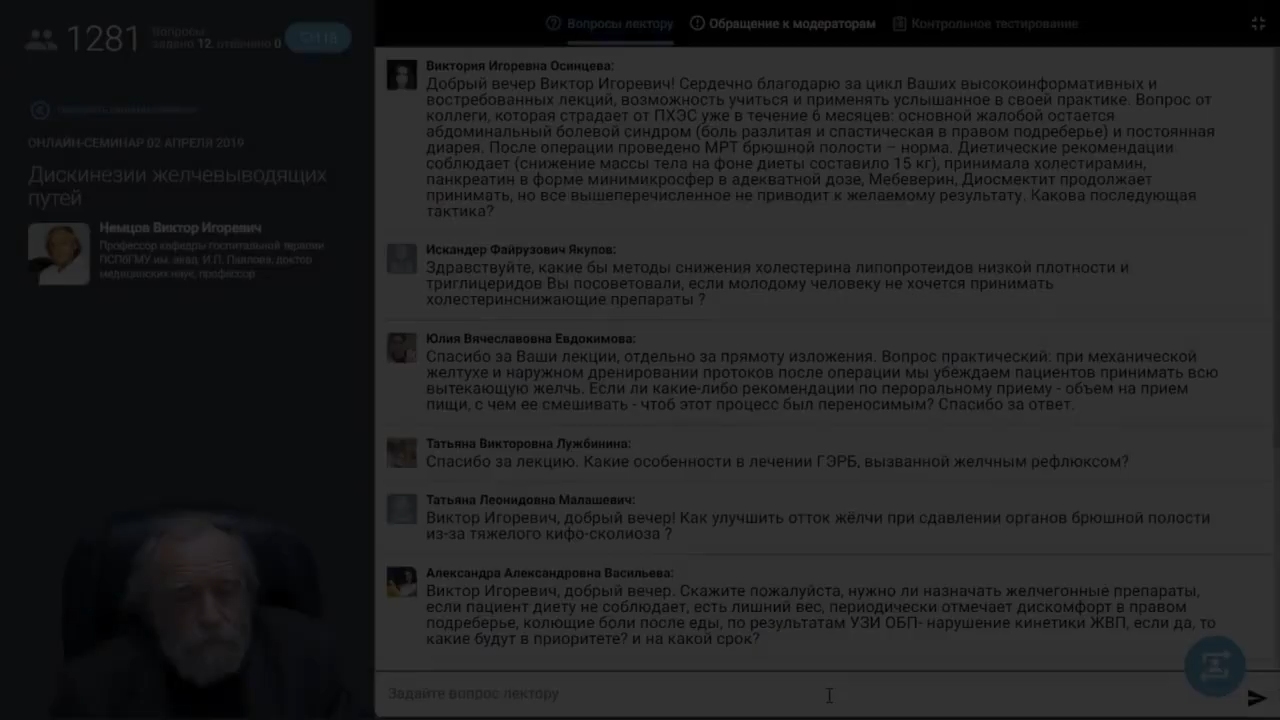 1281
Вопросы
задано 12, отвечено 0
115
ОНЛАЙН-СЕМИНАР 02 АПРЕЛЯ 2019
Дискинезии желчевыводящих
путей
Немцов Виктор Игоревич
Профессор кафедры госпитальной терапии
ПСПбГМУ им. акад. И.П. Павлова, доктор
медицинских наук, профессор
Вопросы лектору
Обращение к модераторам
Контрольное тестирование
Виктория Игоревна Осинцева:
Добрый вечер Виктор Игоревич! Сердечно благодарю за цикл Ваших высокоинформативных и
востребованных лекций, возможность учиться и применять услышанное в своей практике. Вопрос от
коллеги, которая страдает от ПХЭС уже в течение 6 месяцев: основной жалобой остается
абдоминальный болевой синдром (боль разлитая и спастическая в правом подреберье) и постоянная
диарея. После операции проведено МРТ брюшной полости – норма. Диетические рекомендации
соблюдает (снижение массы тела на фоне диеты составило 15 кг), принимала холестирамин,
панкреатин в форме минимикросфер в адекватной дозе, Мебеверин, Диосмектит продолжает
принимать, но все вышеперечисленное не приводит к желаемому результату. Какова последующая
тактика?
Искандер Файрузович Якупов:
Здравствуйте, какие бы методы снижения холестерина липопротеидов низкой плотности и
триглицеридов Вы посоветовали, если молодому человеку не хочется принимать
холестеринснижающие препараты ?
Юлия Вячеславовна Евдокимова:
Спасибо за Ваши лекции, отдельно за прямоту изложения. Вопрос практический: при механической
желтухе и наружном дренировании протоков после операции мы убеждаем пациентов принимать всю
вытекающую желчь. Если ли какие-либо рекомендации по пероральному приему - объем на прием
пищи, с чем ее смешивать - чтоб этот процесс был переносимым? Спасибо за ответ.
Татьяна Викторовна Лужбинина:
Спасибо за лекцию. Какие особенности в лечении ГЭРБ, вызванной желчным рефлюксом?
Татьяна Леонидовна Малашевич:
Виктор Игоревич, добрый вечер! Как улучшить отток жёлчи при сдавлении органов брюшной полости
из-за тяжелого кифо-сколиоза ?
Александра Александровна Васильева:
Виктор Игоревич, добрый вечер. Скажите пожалуйста, нужно ли назначать желчегонные препараты,
если пациент диету не соблюдает, есть лишний вес, периодически отмечает дискомфорт в правом
подреберье, колющие боли после еды, по результатам УЗИ ОБП- нарушение кинетики ЖВП, если да, то
какие будут в приоритете? и на какой срок?
Задайте вопрос лектору